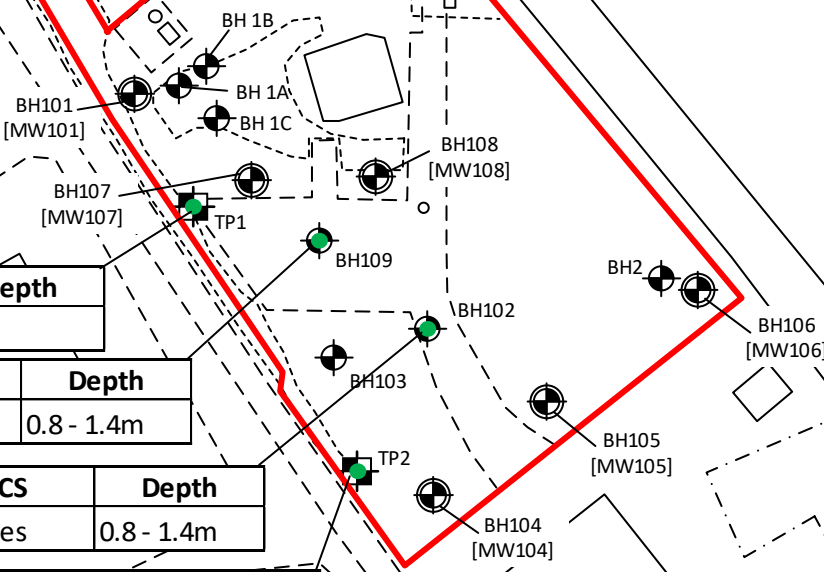 BH 1B
BH 1A
BH101
[MW101]
BH 1C
BH108
[MW108]
BH107
[MW107]
TP1
BH109
BH2
epth
BH102
BH106
[MW106]
Depth
BH103
0.8 - 1.4m
BH105
[MW105]
TP2
CS
Depth
es
0.8 - 1.4m
BH104
[MW104]